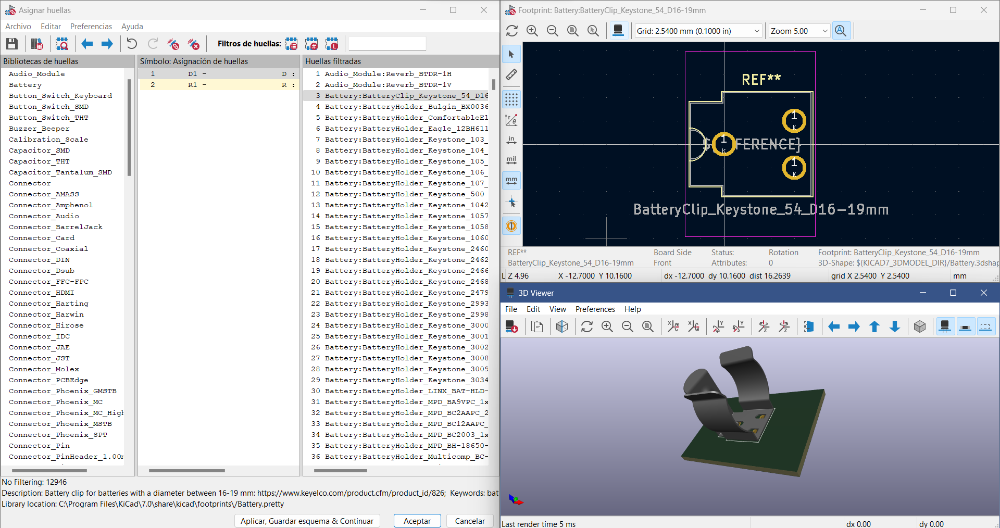 Asignar huellas
Archivo Editar Preferencias Ayuda
Filtros de huellas:
Bibliotecas de huellas
Audio_Module
Battery
Button_Switch_Keyboard
Button_Switch_SMD
Button_Switch_THT
Buzzer_Beeper
Calibration_Scale
Capacitor_SMD
Capacitor_THT
Capacitor_Tantalum_SMD
Connector
Connector_AMASS
Connector_Amphenol
Connector_Audio
Connector_BarrelJack
Connector_Card
Connector_Coaxial
Connector_DIN
Connector_Dsub
Connector_FFC-FPC
Connector_HDMI
Connector_Harting
Connector_Harwin
Connector_Hirose
Connector_IDC
Connector_JAE
Connector_JST
Connector_Molex
Connector_PCBEdge
Connector_Phoenix_GMSTB
Connector_Phoenix_MC
Connector_Phoenix_MC_High
Connector_Phoenix_MSTB
Connector_Phoenix_SPT
Connector_Pin
Connector_PinHeader_1.00m
Símbolo: Asignación de huellas
1 D1 - D :
2 R1 - R :
Huellas filtradas
1 Audio_Module:Reverb_BTDR-1H
2 Audio_Module:Reverb_BTDR-1V
3 Battery:BatteryClip_Keystone_54_D16
4 Battery:BatteryHolder_Bulgin_BX0036
5 Battery:BatteryHolder_ComfortableEl
6 Battery:BatteryHolder_Eagle_12BH611
7 Battery:BatteryHolder_Keystone_103_
8 Battery:BatteryHolder_Keystone_104_
9 Battery:BatteryHolder_Keystone_105_
10 Battery:BatteryHolder_Keystone_106_
11 Battery:BatteryHolder_Keystone_107_
12 Battery:BatteryHolder_Keystone_500
13 Battery:BatteryHolder_Keystone_1042
14 Battery:BatteryHolder_Keystone_1057
15 Battery:BatteryHolder_Keystone_1058
16 Battery:BatteryHolder_Keystone_1060
17 Battery:BatteryHolder_Keystone_2460
18 Battery:BatteryHolder_Keystone_2462
19 Battery:BatteryHolder_Keystone_2466
20 Battery:BatteryHolder_Keystone_2468
21 Battery:BatteryHolder_Keystone_2479
22 Battery:BatteryHolder_Keystone_2993
23 Battery:BatteryHolder_Keystone_2998
24 Battery:BatteryHolder_Keystone_3000
25 Battery:BatteryHolder_Keystone_3001
26 Battery:BatteryHolder_Keystone_3002
27 Battery:BatteryHolder_Keystone_3008
28 Battery:BatteryHolder_Keystone_3009
29 Battery:BatteryHolder_Keystone_3034
30 Battery:BatteryHolder_LINX_BAT-HLD-
31 Battery:BatteryHolder_MPD_BA9VPC_1x
32 Battery:BatteryHolder_MPD_BC2AAPC_2
33 Battery:BatteryHolder_MPD_BC12AAPC_
34 Battery:BatteryHolder_MPD_BC2003_1x
35 Battery:BatteryHolder_MPD_BH-18650-
36 Battery:BatteryHolder_Multicomp_BC-
No Filtering: 12946
Description: Battery clip for batteries with a diameter between 16-19 mm: https://www.keyelco.com/product.cfm/product_id/826; Keywords: bat
Library location: C:\Program Files\KiCad\7.0\share\kicad\footprints\/Battery.pretty
Aplicar, Guardar esquema & Continuar
Aceptar
Cancelar
Footprint: Battery:BatteryClip_Keystone_54_D16-19mm
Grid: 2.5400 mm (0.1000 in)
Zoom 5.00
in
mil
mm
REF**
1
k
1
k
1
k
$ FERENCE}
BatteryClip_Keystone_54_D16-19mm
REF** Board Side Status: Rotation Footprint: BatteryClip_Keystone_54_D16-19mm
BatteryClip_Keystone_54_D16-19mm Front Attributes: 0 3D-Shape: ${KICAD7_3DMODEL_DIR}/Battery.3dshap
L Z 4.96 X -12.7000 Y 10.1600 dx -12.7000 dy 10.1600 dist 16.2639 grid X 2.5400 Y 2.5400 mm
3D Viewer
File Edit View Preferences Help
Last render time 5 ms dx 0.00 dy 0.00